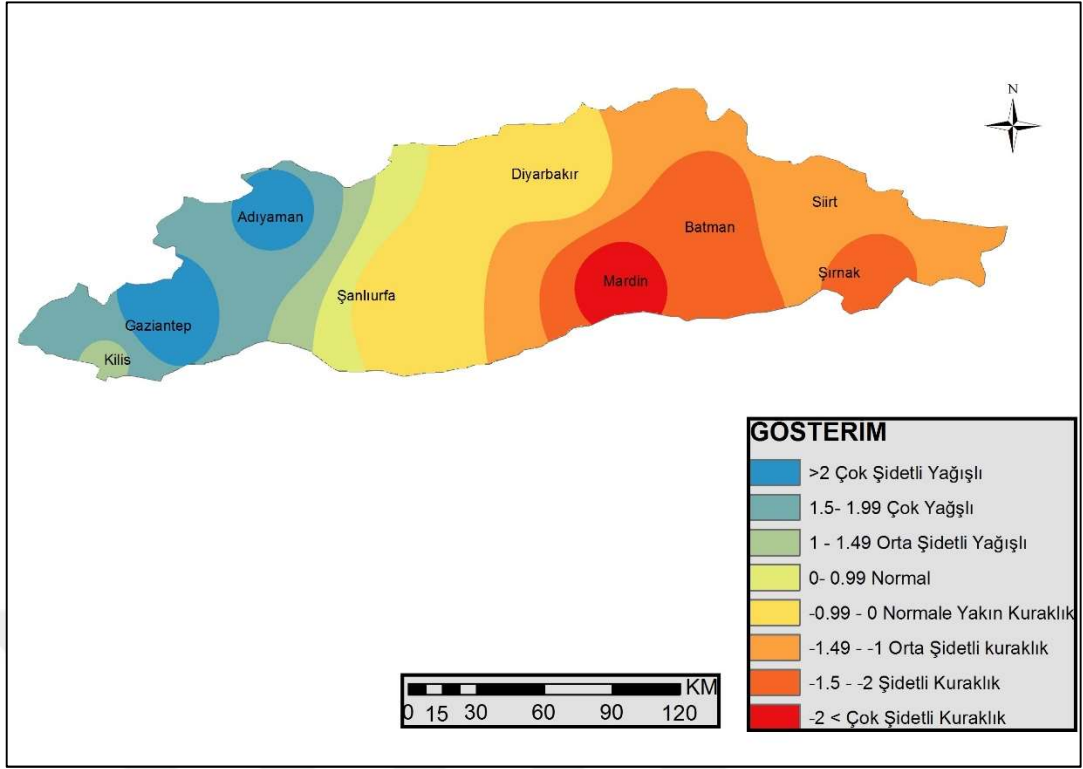 N
Diyarbakır
Siirt
Adıyaman
Batman
Şırnak
Mardin
Şanlıurfa
Gaziantep
Kilis
GÖSTERİM
>2 Çok Şidetli Yağışlı
1.5- 1.99 Çok Yağşlı
1 - 1.49 Orta Şidetli Yağışlı
0- 0.99 Normal
-0.99 - 0 Normale Yakın Kuraklık
-1.49 - -1 Orta Şidetli kuraklık
-1.5 - -2 Şidetli Kuraklık
-2 < Çok Şidetli Kuraklık
KM
0 15 30 60 90 120